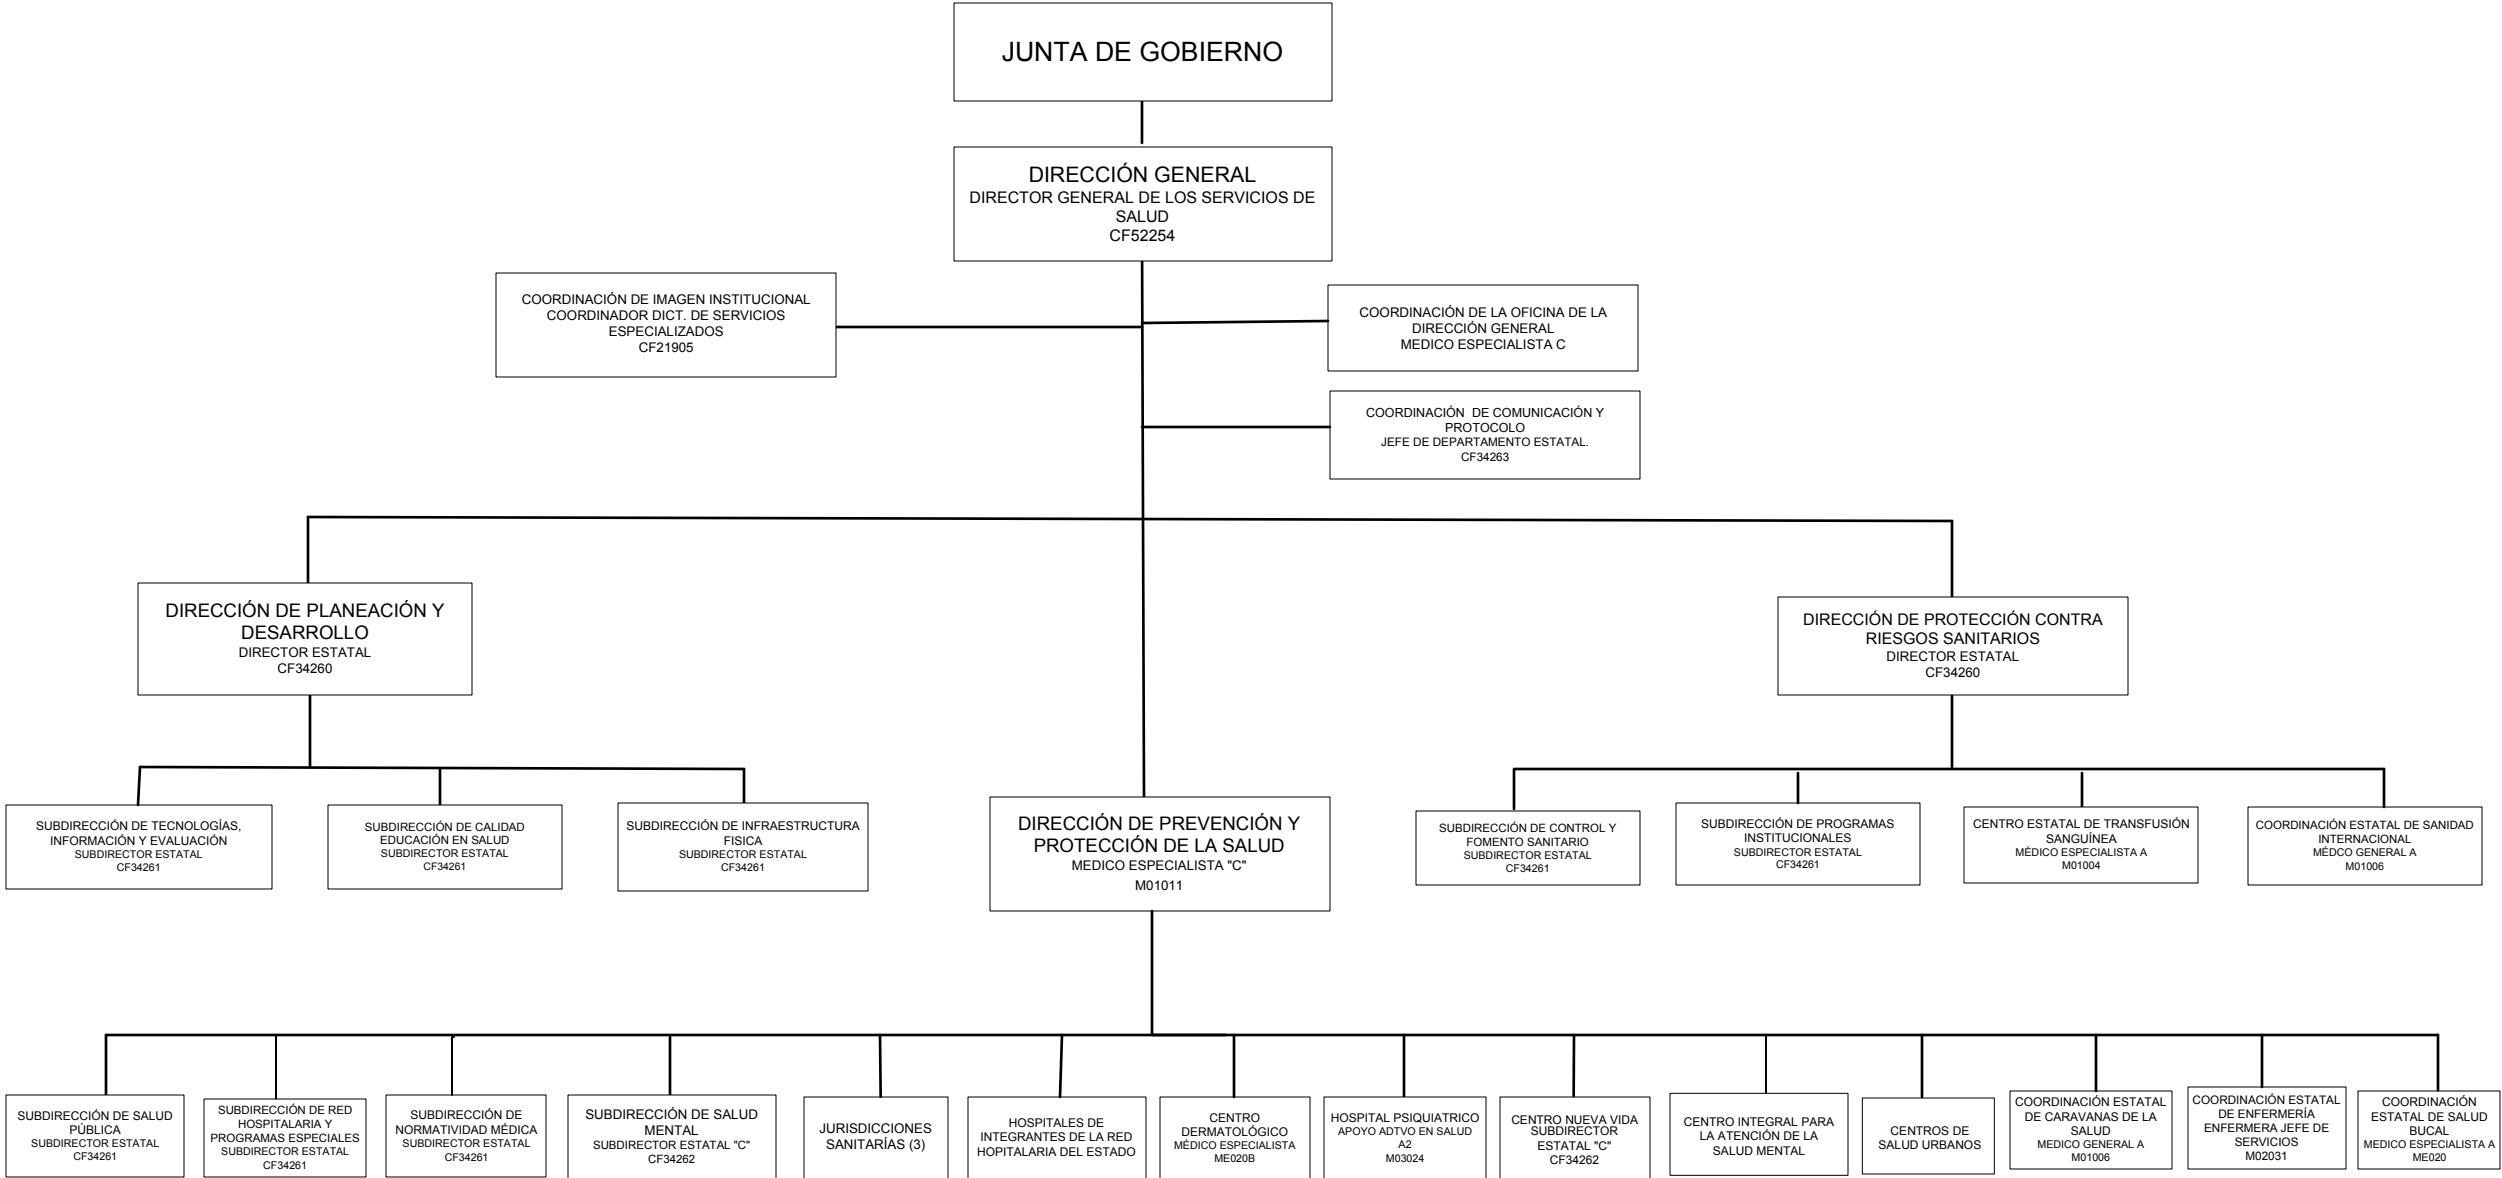 JUNTA DE GOBIERNO
DIRECCIÓN GENERAL
DIRECTOR GENERAL DE LOS SERVICIOS DE
SALUD
CF52254
COORDINACIÓN DE IMAGEN INSTITUCIONAL
COORDINADOR DICT. DE SERVICIOS
ESPECIALIZADOS
CF21905
COORDINACIÓN DE LA OFICINA DE LA
DIRECCIÓN GENERAL
MEDICO ESPECIALISTA C
COORDINACIÓN DE COMUNICACIÓN Y
PROTOCOLO
JEFE DE DEPARTAMENTO ESTATAL.
CF34263
DIRECCIÓN DE PLANEACIÓN Y
DESARROLLO
DIRECTOR ESTATAL
CF34260
DIRECCIÓN DE PROTECCIÓN CONTRA
RIESGOS SANITARIOS
DIRECTOR ESTATAL
CF34260
SUBDIRECCIÓN DE TECNOLOGÍAS,
INFORMACIÓN Y EVALUACIÓN
SUBDIRECTOR ESTATAL
CF34261
SUBDIRECCIÓN DE CALIDAD
EDUCACIÓN EN SALUD
SUBDIRECTOR ESTATAL
CF34261
SUBDIRECCIÓN DE INFRAESTRUCTURA
FISICA
SUBDIRECTOR ESTATAL
CF34261
DIRECCIÓN DE PREVENCIÓN Y
PROTECCIÓN DE LA SALUD
MEDICO ESPECIALISTA "C"
M01011
SUBDIRECCIÓN DE CONTROL Y
FOMENTO SANITARIO
SUBDIRECTOR ESTATAL
CF34261
SUBDIRECCIÓN DE PROGRAMAS
INSTITUCIONALES
SUBDIRECTOR ESTATAL
CF34261
CENTRO ESTATAL DE TRANSFUSIÓN
SANGUÍNEA
MÉDICO ESPECIALISTA A
M01004
COORDINACIÓN ESTATAL DE SANIDAD
INTERNACIONAL
MÉDCO GENERAL A
M01006
SUBDIRECCIÓN DE SALUD
PÚBLICA
SUBDIRECTOR ESTATAL
CF34261
SUBDIRECCIÓN DE RED
HOSPITALARIA Y
PROGRAMAS ESPECIALES
SUBDIRECTOR ESTATAL
CF34261
SUBDIRECCIÓN DE
NORMATIVIDAD MÉDICA
SUBDIRECTOR ESTATAL
CF34261
SUBDIRECCIÓN DE SALUD
MENTAL
SUBDIRECTOR ESTATAL "C"
CF34262
JURISDICCIONES
SANITARÍAS (3)
HOSPITALES DE
INTEGRANTES DE LA RED
HOPITALARIA DEL ESTADO
CENTRO
DERMATOLÓGICO
MÉDICO ESPECIALISTA
ME020B
HOSPITAL PSIQUIATRICO
APOYO ADTVO EN SALUD
A2
M03024
CENTRO NUEVA VIDA
SUBDIRECTOR
ESTATAL "C"
CF34262
CENTRO INTEGRAL PARA
LA ATENCIÓN DE LA
SALUD MENTAL
CENTROS DE
SALUD URBANOS
COORDINACIÓN ESTATAL
DE CARAVANAS DE LA
SALUD
MEDICO GENERAL A
M01006
COORDINACIÓN ESTATAL
DE ENFERMERÍA
ENFERMERA JEFE DE
SERVICIOS
M02031
COORDINACIÓN
ESTATAL DE SALUD
BUCAL
MEDICO ESPECIALISTA A
ME020